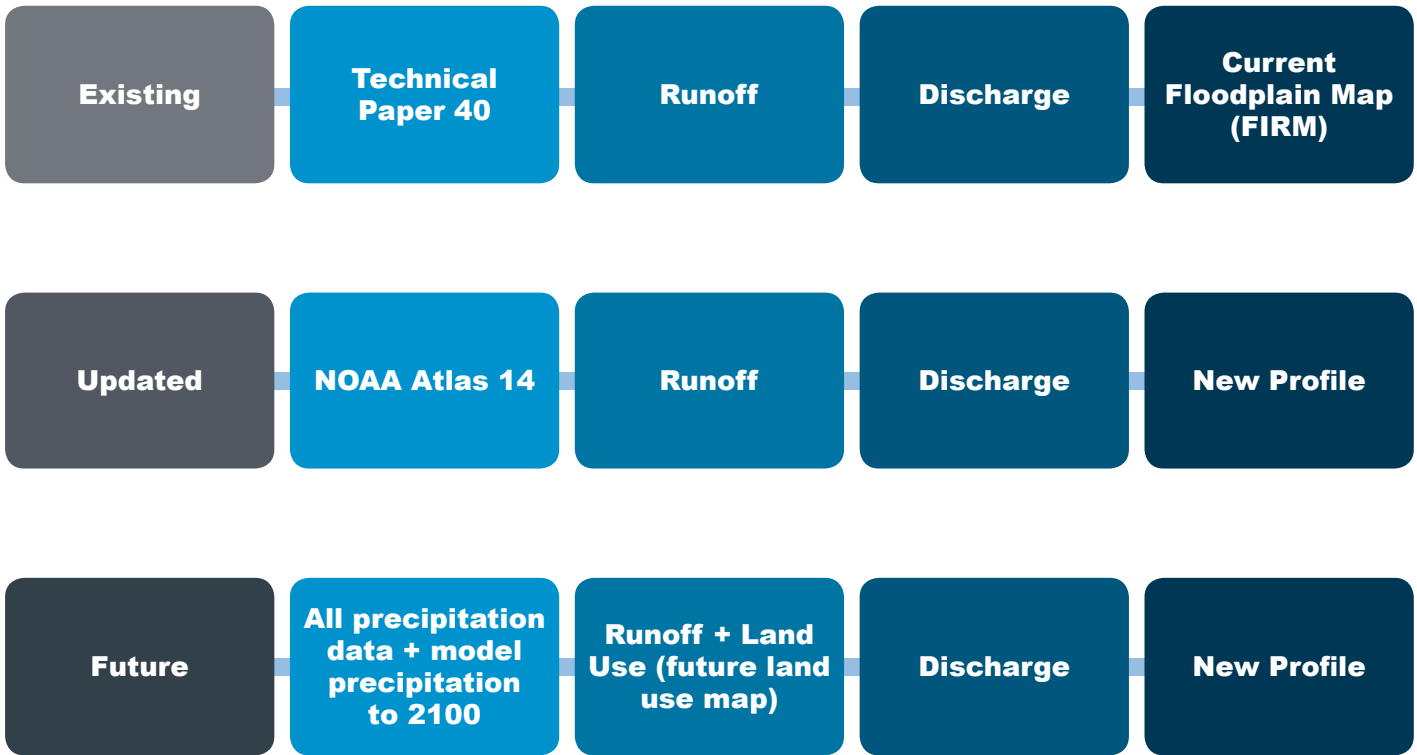 Existing
Technical
Paper 40
Runoff
Discharge
Current
Floodplain Map
(FIRM)
Updated
NOAA Atlas 14
Runoff
Discharge
New Profile
Future
All precipitation
data + model
precipitation
to 2100
Runoff + Land
Use (future land
use map)
Discharge
New Profile